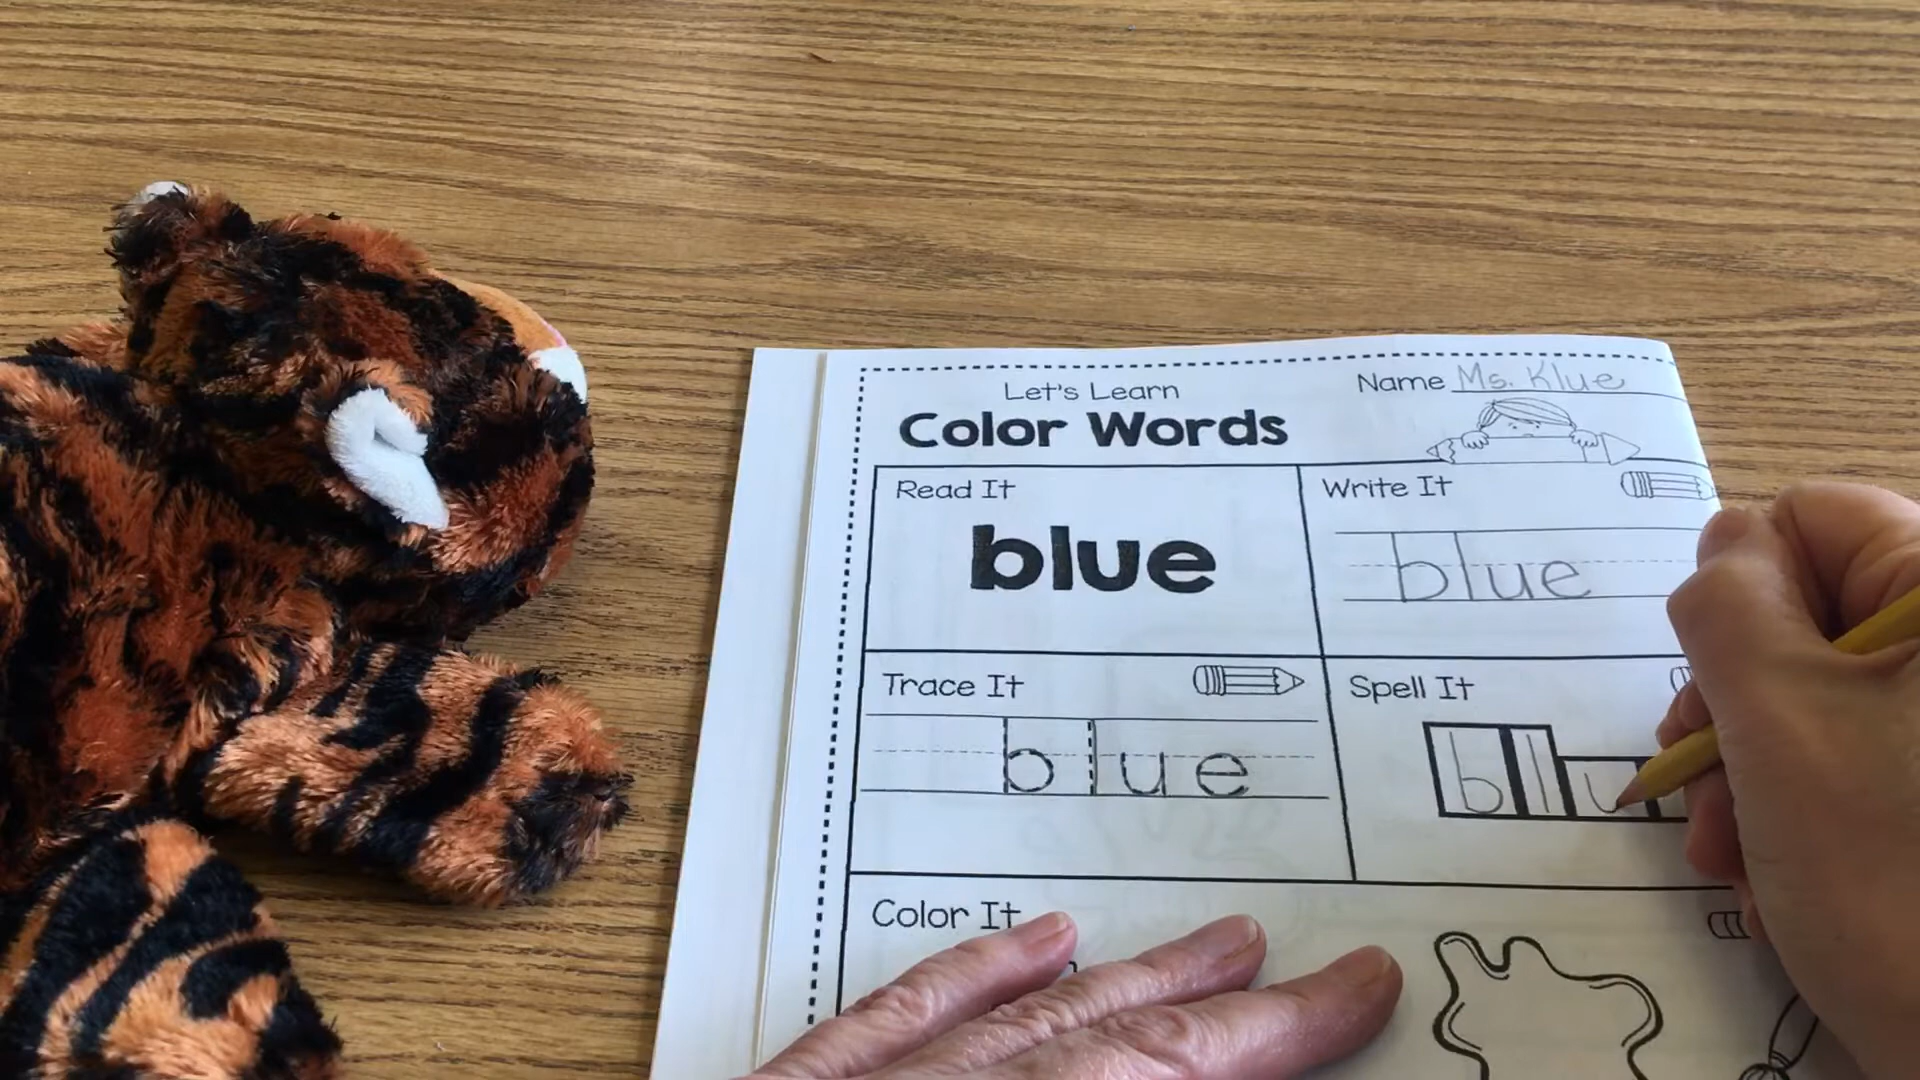 Let's Learn
Color Words
Name Ms. Klue
Read It
blue
Write It
blue
Trace It
blue
Spell It
blu
Color It